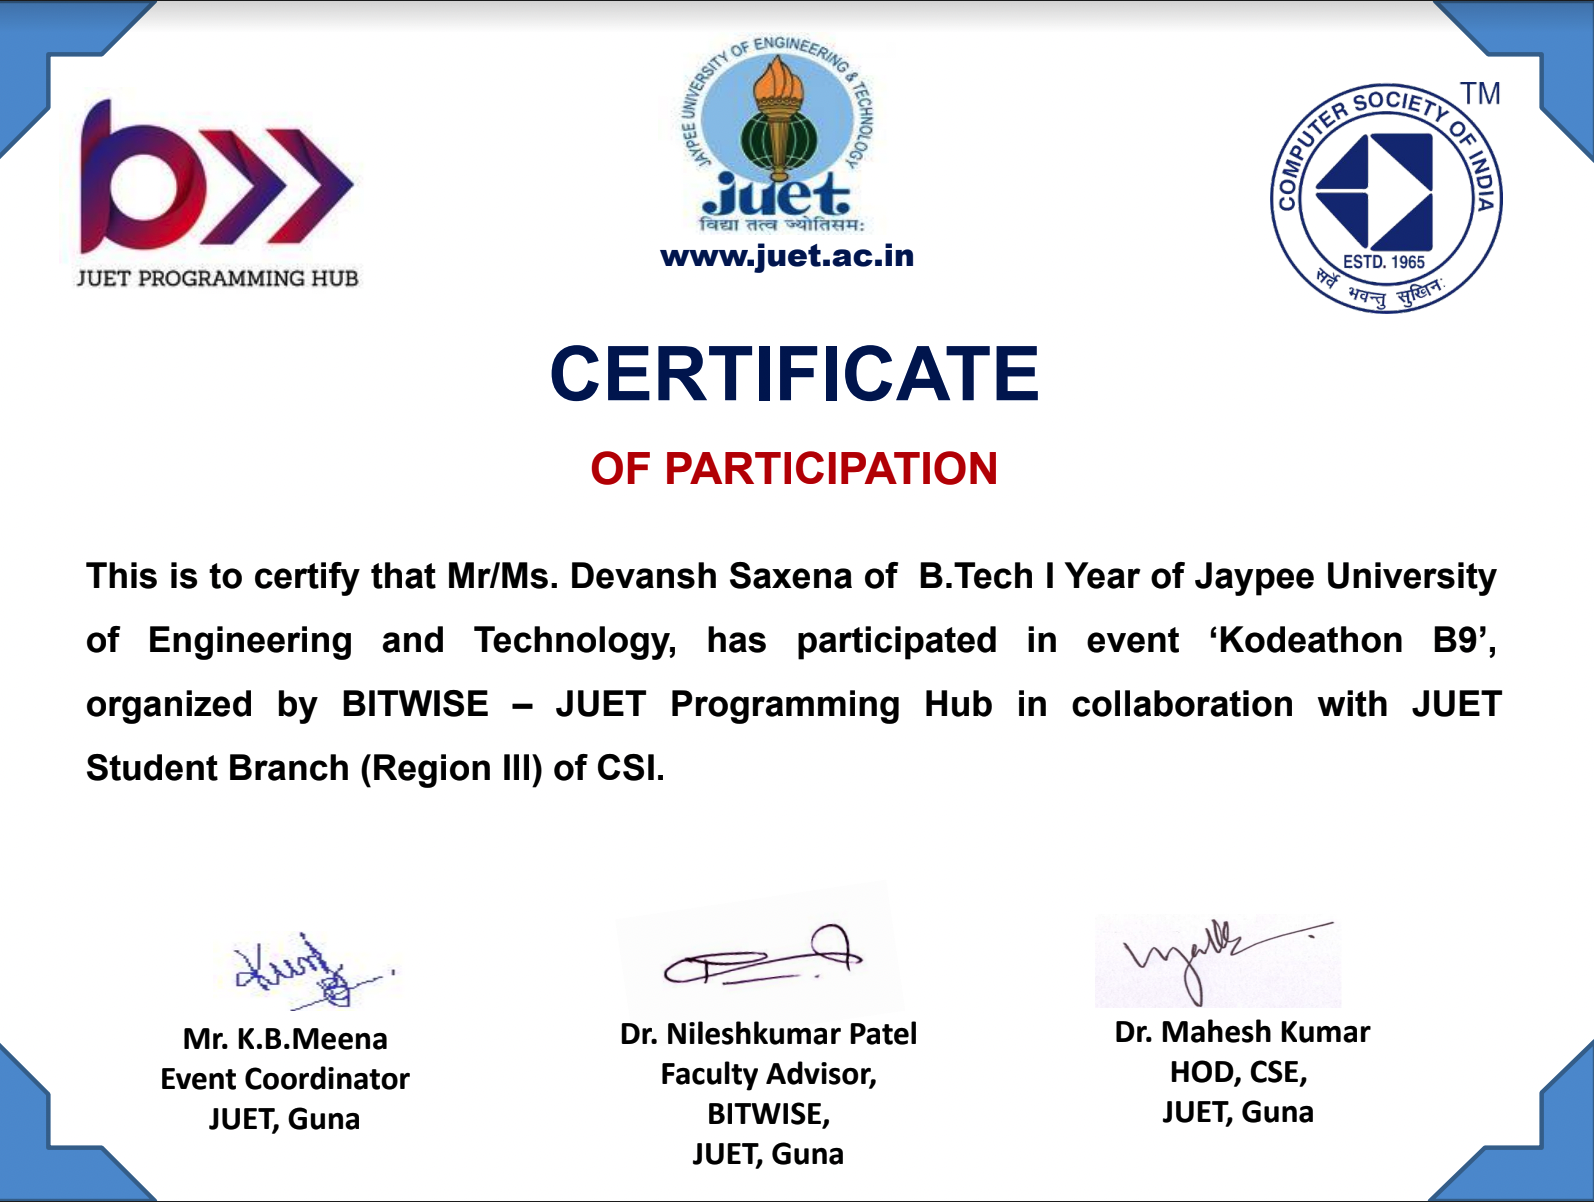 JUET PROGRAMMING HUB
JAYPEE UNIVERSITY OF ENGINEERING & TECHNOLOGY
juet
विद्या तत्व ज्योतिसमः
www.juet.ac.in
TM
COMPUTER SOCIETY OF INDIA
ESTD. 1965
सर्वे भवन्तु सुखिनः
CERTIFICATE
OF PARTICIPATION
This is to certify that Mr/Ms. Devansh Saxena of B.Tech I Year of Jaypee University
of Engineering and Technology, has participated in event ‘Kodeathon B9’,
organized by BITWISE – JUET Programming Hub in collaboration with JUET
Student Branch (Region III) of CSI.
Mr. K.B.Meena
Event Coordinator
JUET, Guna
Dr. Nileshkumar Patel
Faculty Advisor,
BITWISE,
JUET, Guna
Dr. Mahesh Kumar
HOD, CSE,
JUET, Guna